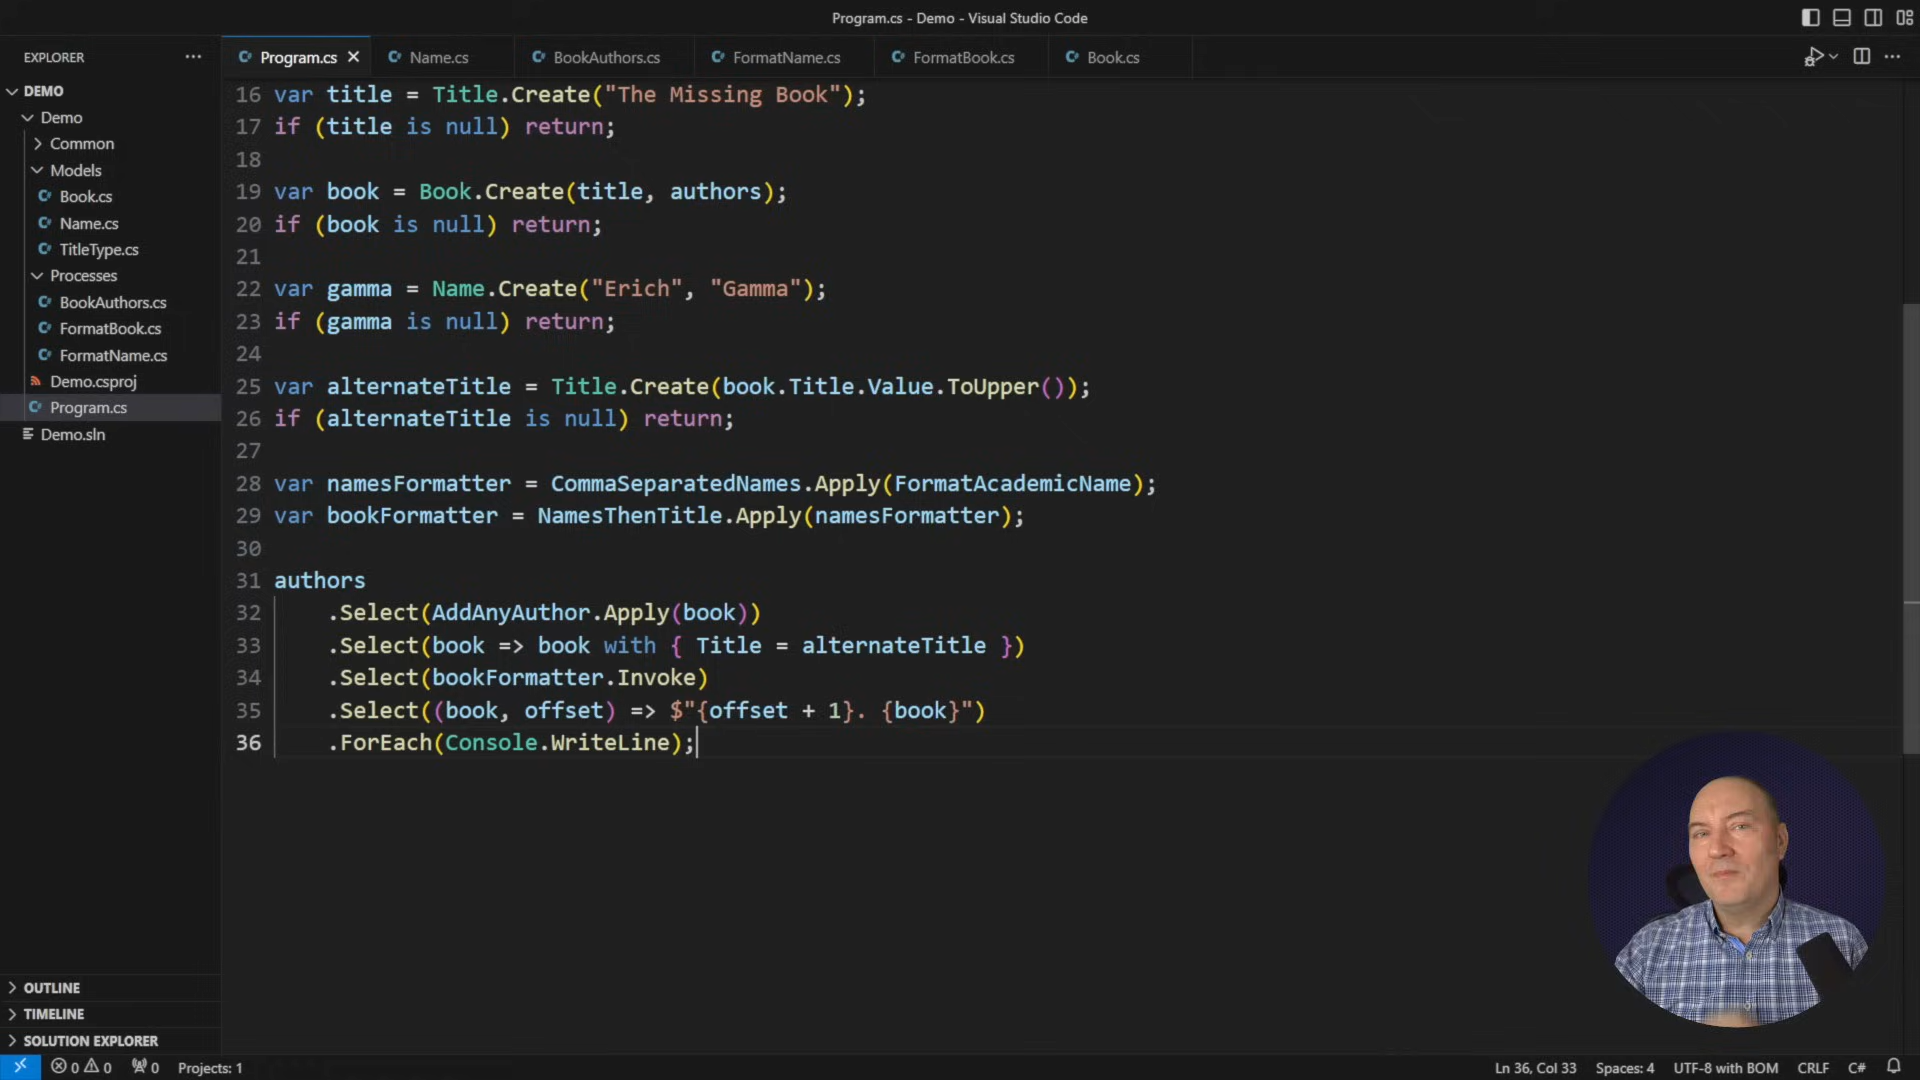 Program.cs - Demo - Visual Studio Code
EXPLORER
Program.cs
Name.cs
BookAuthors.cs
FormatName.cs
FormatBook.cs
Book.cs
DEMO
Demo
Common
Models
Book.cs
Name.cs
TitleType.cs
Processes
BookAuthors.cs
FormatBook.cs
FormatName.cs
Demo.csproj
Program.cs
Demo.sln
OUTLINE
TIMELINE
SOLUTION EXPLORER
16 var title = Title.Create("The Missing Book");
17 if (title is null) return;
18
19 var book = Book.Create(title, authors);
20 if (book is null) return;
21
22 var gamma = Name.Create("Erich", "Gamma");
23 if (gamma is null) return;
24
25 var alternateTitle = Title.Create(book.Title.Value.ToUpper());
26 if (alternateTitle is null) return;
27
28 var namesFormatter = CommaSeparatedNames.Apply(FormatAcademicName);
29 var bookFormatter = NamesThenTitle.Apply(namesFormatter);
30
31 authors
32     .Select(AddAnyAuthor.Apply(book))
33     .Select(book => book with { Title = alternateTitle })
34     .Select(bookFormatter.Invoke)
35     .Select((book, offset) => $"{offset + 1}. {book}")
36     .ForEach(Console.WriteLine);
0 0 0 Projects: 1
Ln 36, Col 33 Spaces: 4 UTF-8 with BOM CRLF C#